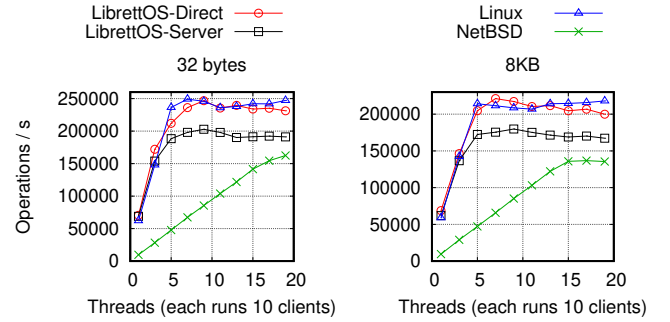 LibrettOS-Direct
LibrettOS-Server
Linux
NetBSD
32 bytes
8KB
Operations / s
250000
200000
150000
100000
50000
0
0 5 10 15 20
Threads (each runs 10 clients)
200000
150000
100000
50000
0
0 5 10 15 20
Threads (each runs 10 clients)